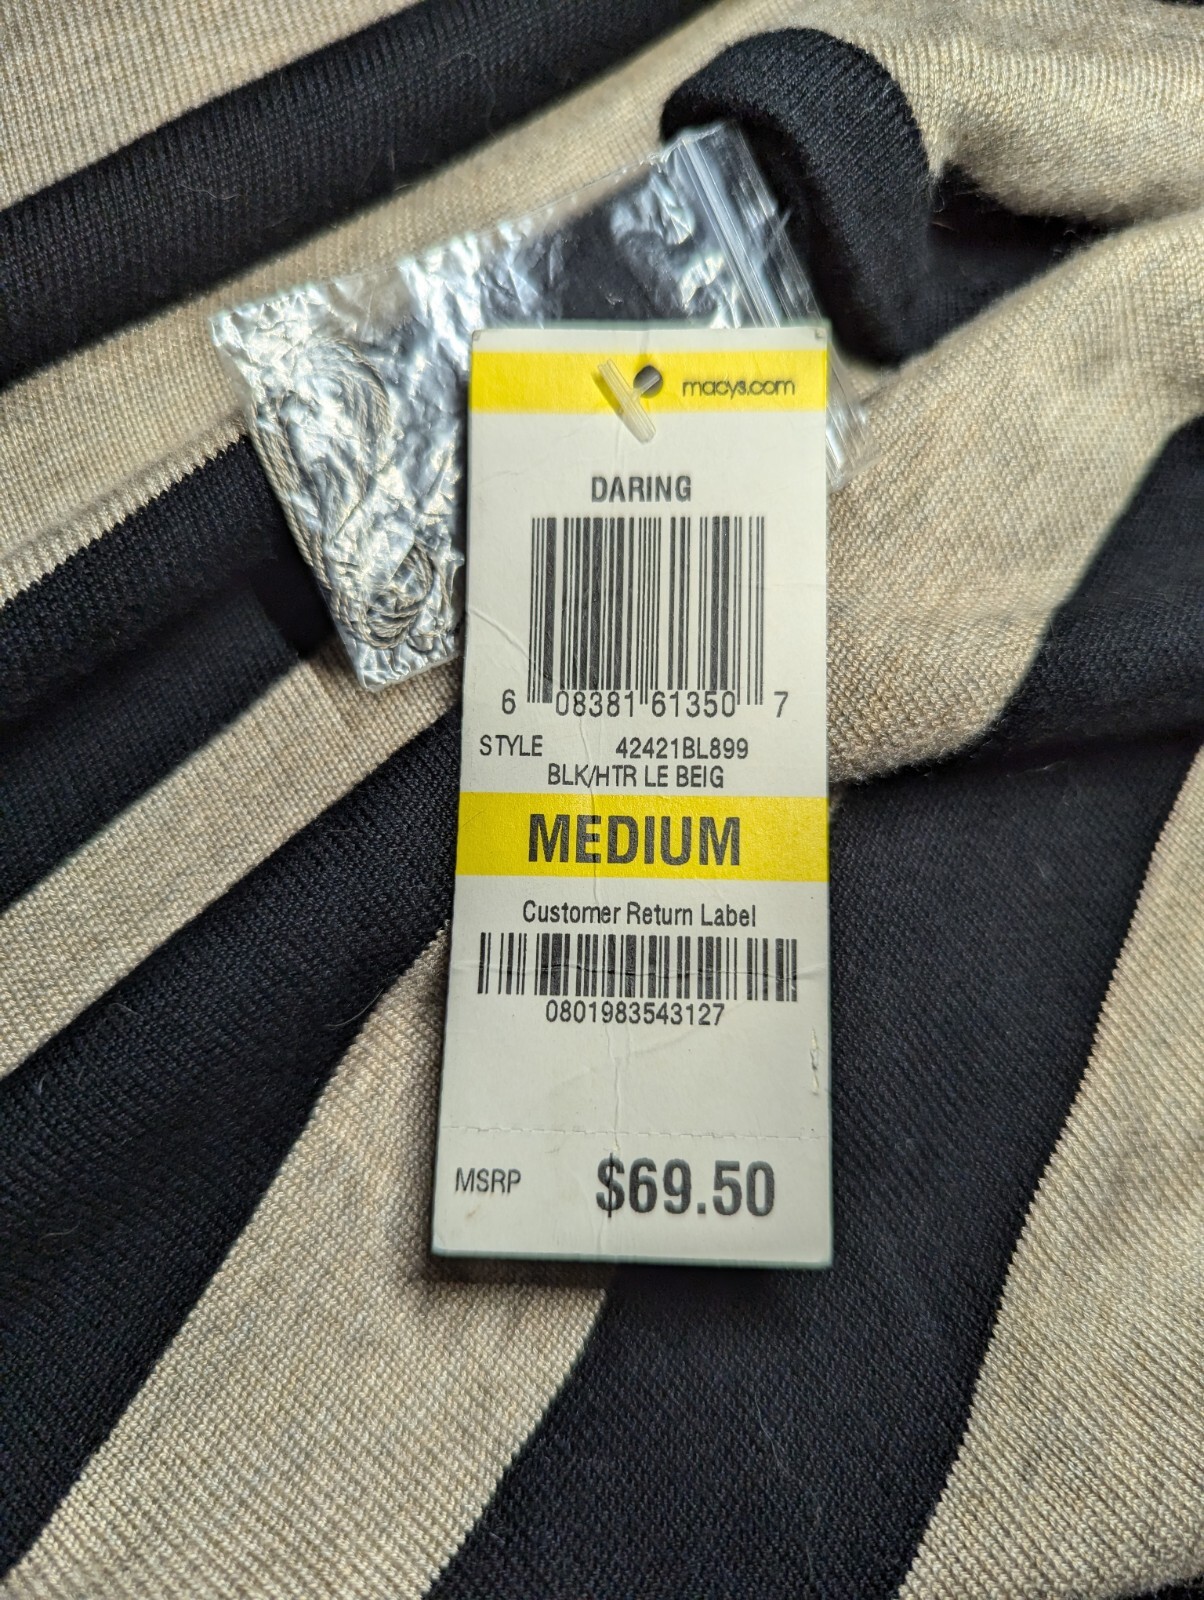 macys.com
DARING
6 08381 61350 7
STYLE 42421BL899
BLK/HTR LE BEIG
MEDIUM
Customer Return Label
0801983543127
MSRP $69.50